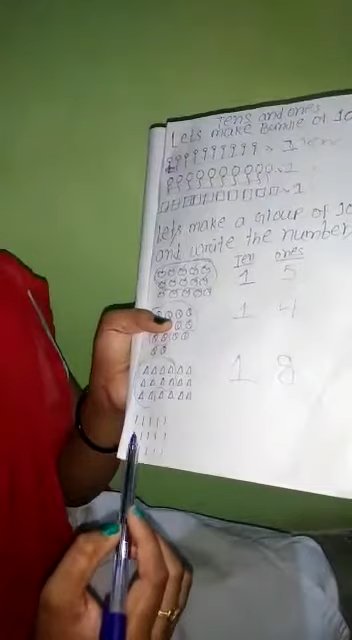 Tens and ones
Lets make Bundle of 10
9999999999 = 1 Ten
= 1
= 1
lets make a Group of 10
and write the number
Ten ones
1 5
1 4
1 8